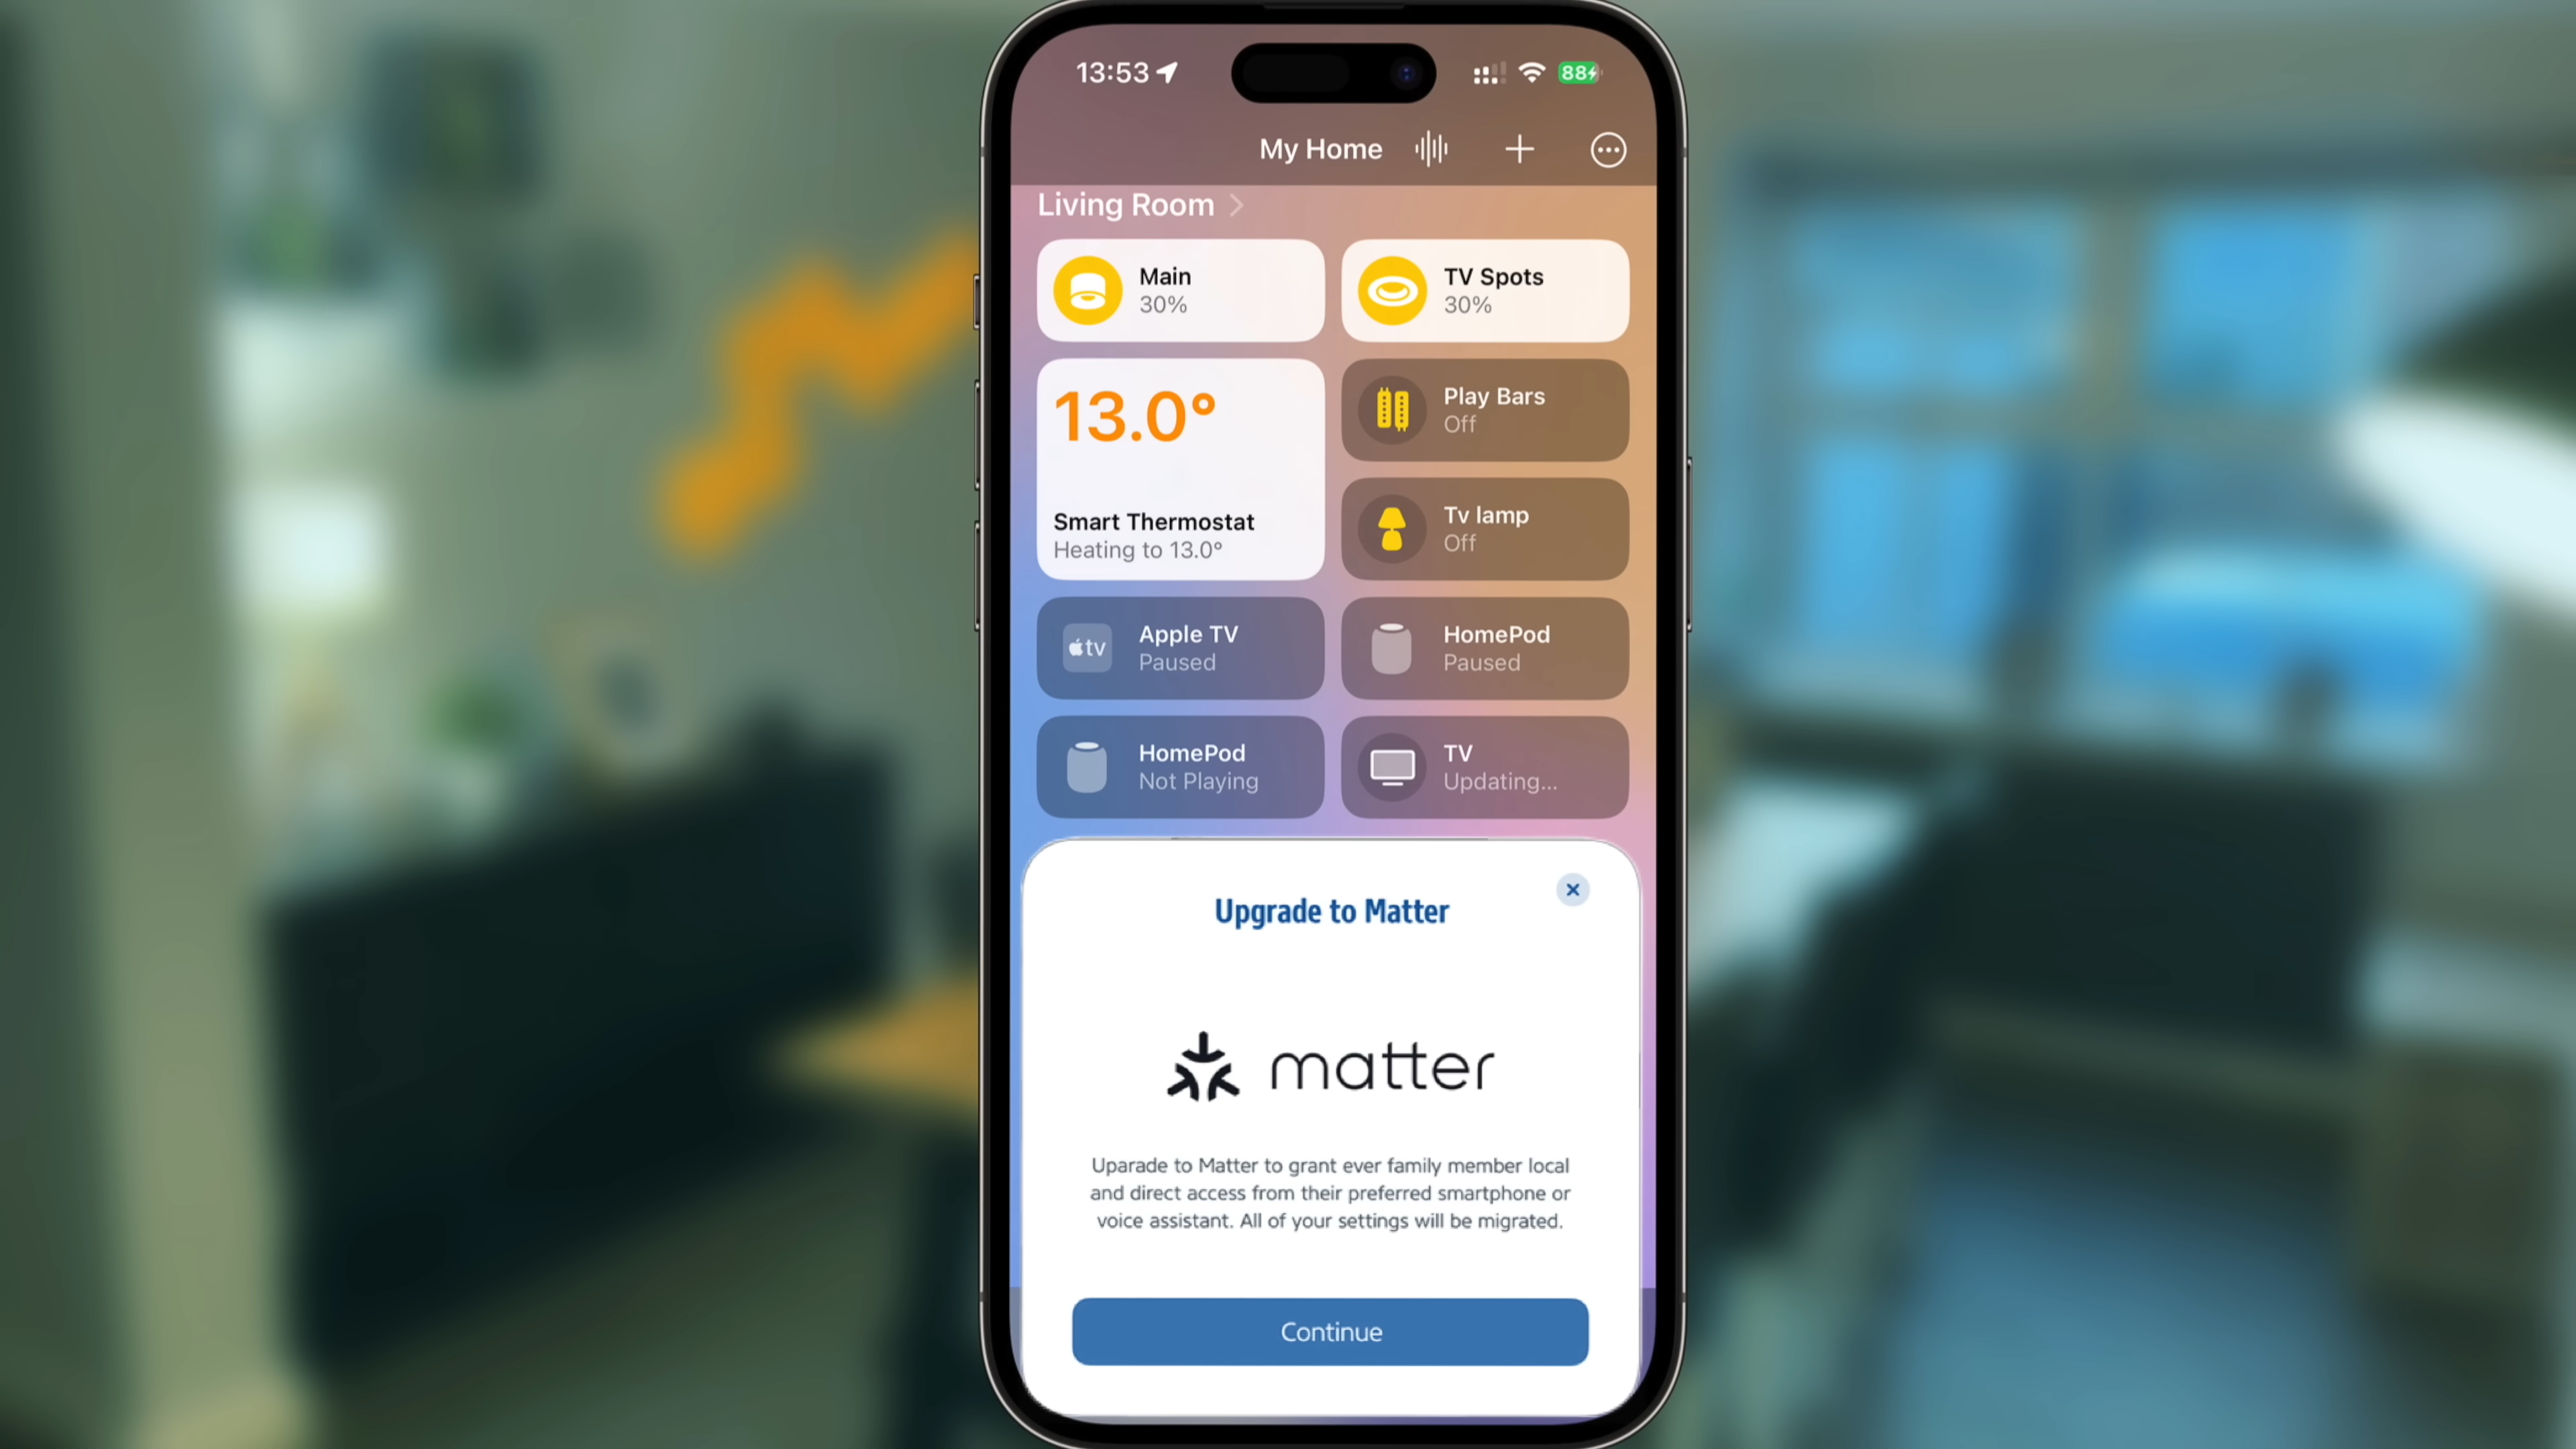 13:53
88
My Home
Living Room
Main
30%
TV Spots
30%
13.0°
Smart Thermostat
Heating to 13.0°
Play Bars
Off
Tv lamp
Off
tv
Apple TV
Paused
HomePod
Paused
HomePod
Not Playing
TV
Updating...
Upgrade to Matter
matter
Uparade to Matter to grant ever family member local
and direct access from their preferred smartphone or
voice assistant. All of your settings will be migrated.
Continue